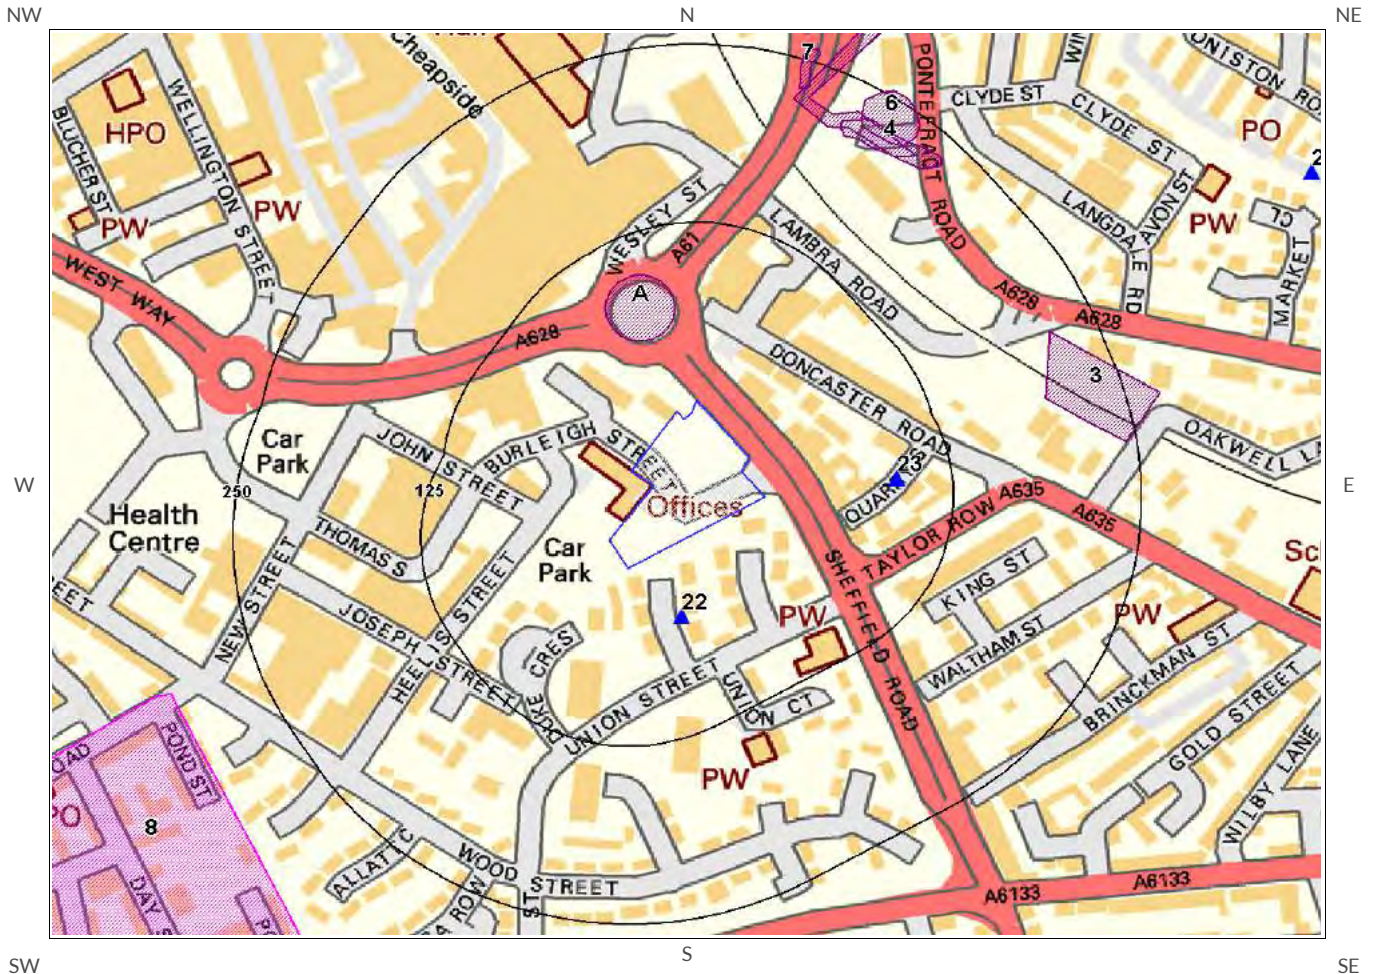 NW
N
NE
Cheapside
7
PONTEFRACT ROAD
CLYDE ST
CLYDE ST
6
4
HPO
WELLINGTON STREET
BLUCHER ST
PO
2
PW
PW
PW
LANGDALE RD
AVON ST
CL
MARKET
WESLEY ST
A61
LAMBRA ROAD
WEST WAY
A
A628
A628
A628
DONCASTER ROAD
3
Car
Park
JOHN STREET
BURLEIGH STREET
OAKWELL
W
E
250
125
23
QUAR
A635
A635
Offices
Health
Centre
THOMAS S
Car
Park
TAYLOR ROW
SHEFFIELD ROAD
KING ST
NEW STREET
JOSEPH STREET
HEELIS STREET
22
PW
PW
WALTHAM ST
BRINCKMAN ST
DUKE CRES
UNION STREET
UNION CT
GOLD STREET
WILBY LANE
OAD
POND ST
PW
PO
8
ALLATT C
WOOD STREET
ST
DAY S
A ROW
A6133
A6133
SW
S
SE